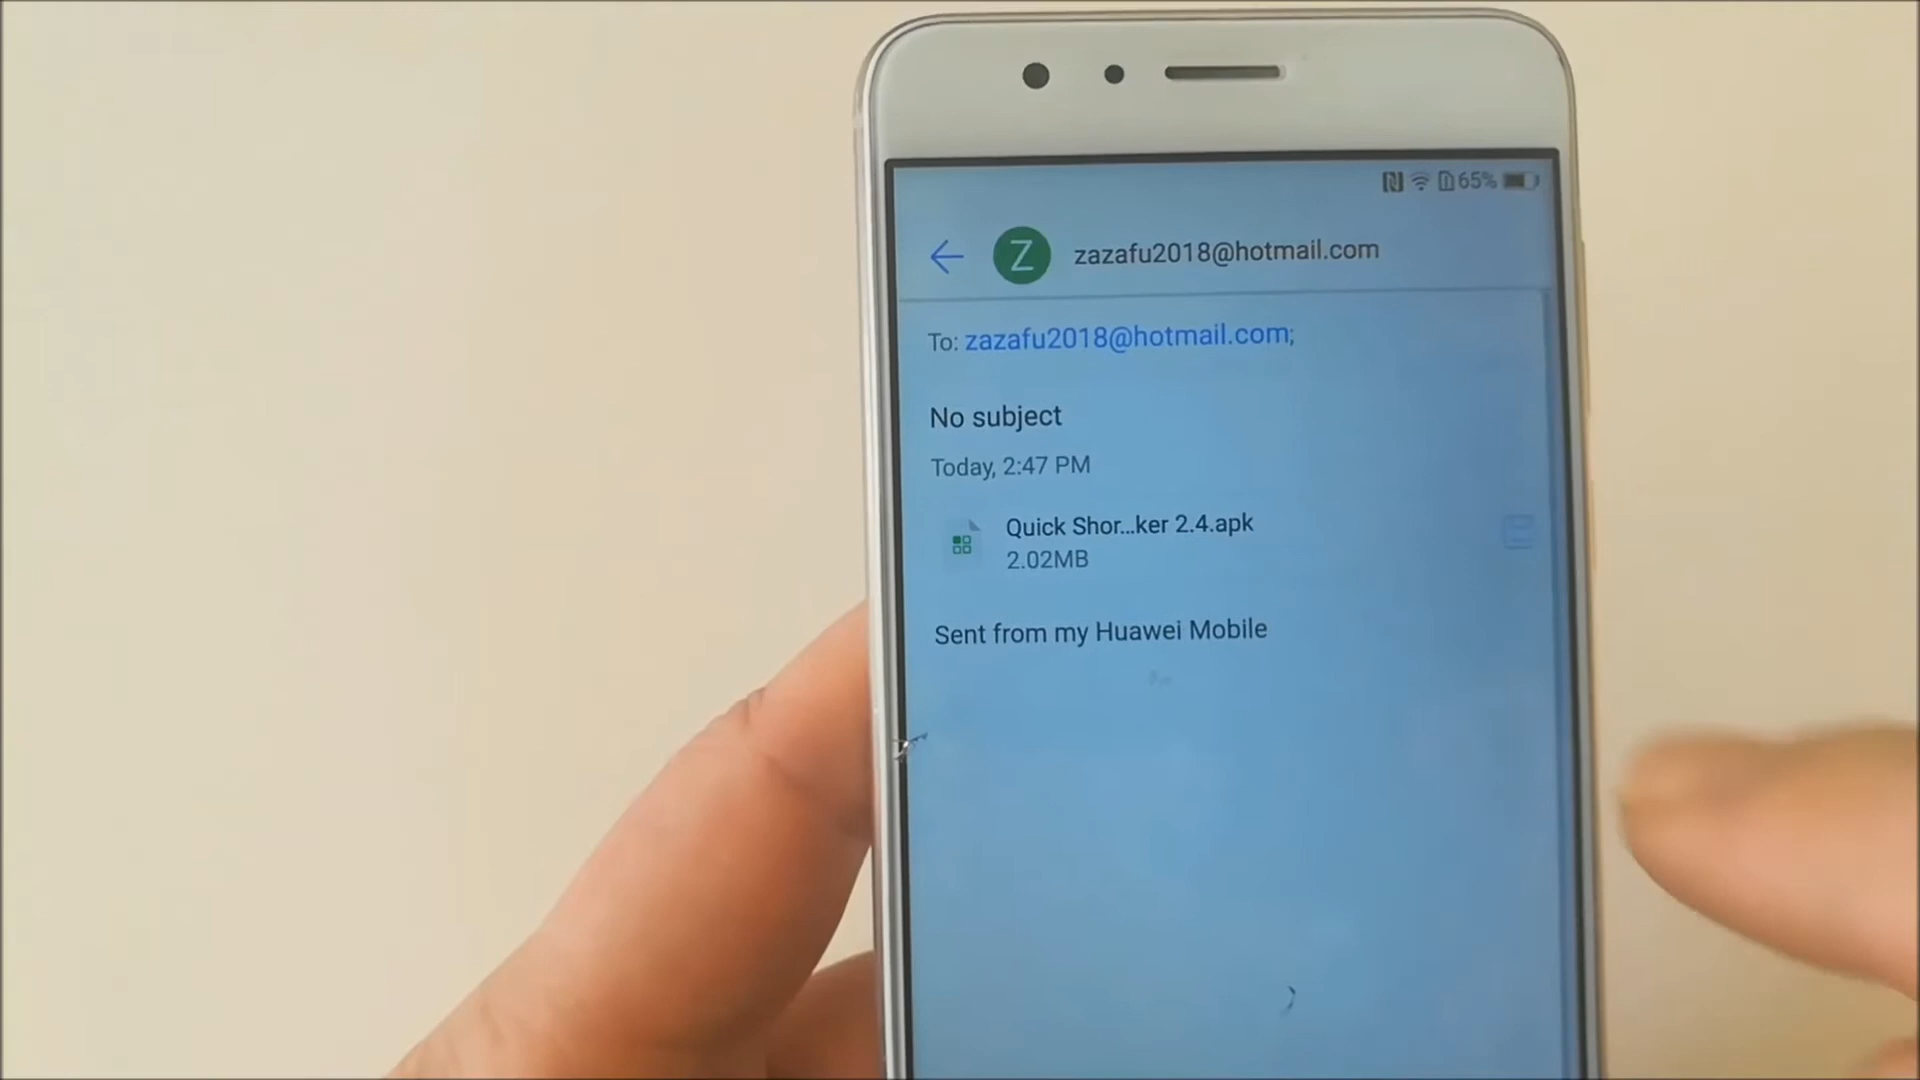 65%
Z zazafu2018@hotmail.com
To: zazafu2018@hotmail.com;
No subject
Today, 2:47 PM
Quick Shor...ker 2.4.apk
2.02MB
Sent from my Huawei Mobile